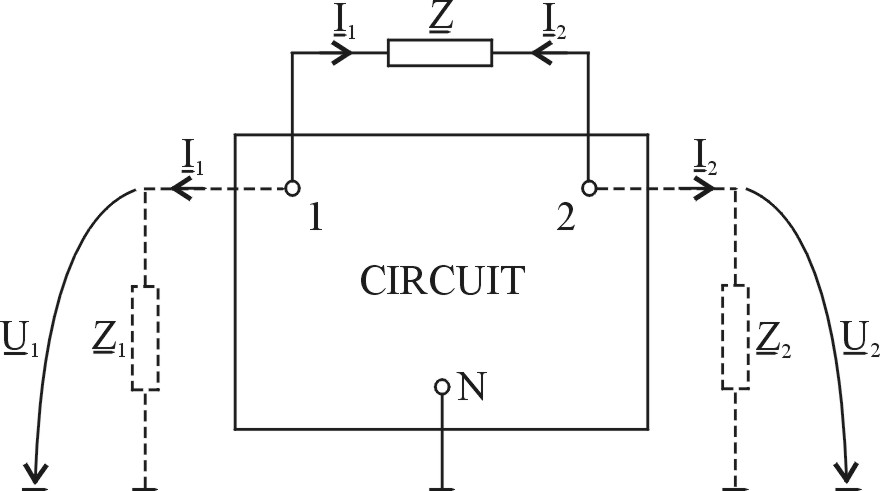 I1 Z I2
I1 I2
1 2
CIRCUIT
U1 Z1 Z2 U2
N